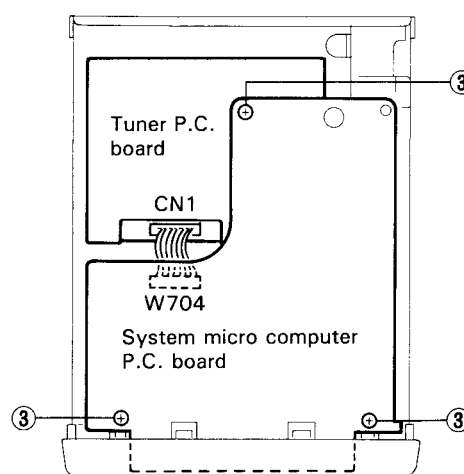 ③
Tuner P.C.
board
CN1
W704
System micro computer
P.C. board
③
③